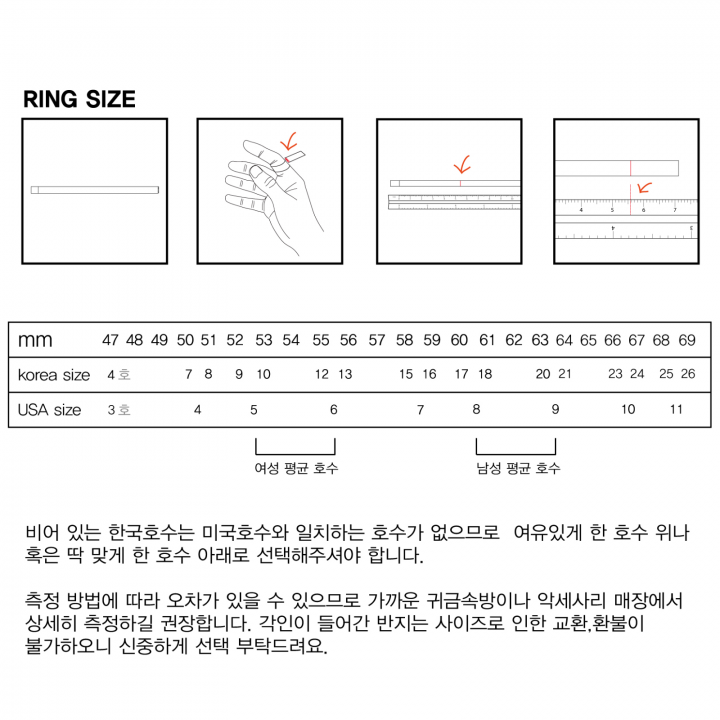 RING SIZE
4 5 6 7
4 3
mm 47 48 49 50 51 52 53 54 55 56 57 58 59 60 61 62 63 64 65 66 67 68 69
korea size 4 호 7 8 9 10 12 13 15 16 17 18 20 21 23 24 25 26
USA size 3 호 4 5 6 7 8 9 10 11
여성 평균 호수 남성 평균 호수
비어 있는 한국호수는 미국호수와 일치하는 호수가 없으므로 여유있게 한 호수 위나
혹은 딱 맞게 한 호수 아래로 선택해주셔야 합니다.
측정 방법에 따라 오차가 있을 수 있으므로 가까운 귀금속방이나 악세사리 매장에서
상세히 측정하길 권장합니다. 각인이 들어간 반지는 사이즈로 인한 교환,환불이
불가하오니 신중하게 선택 부탁드려요.